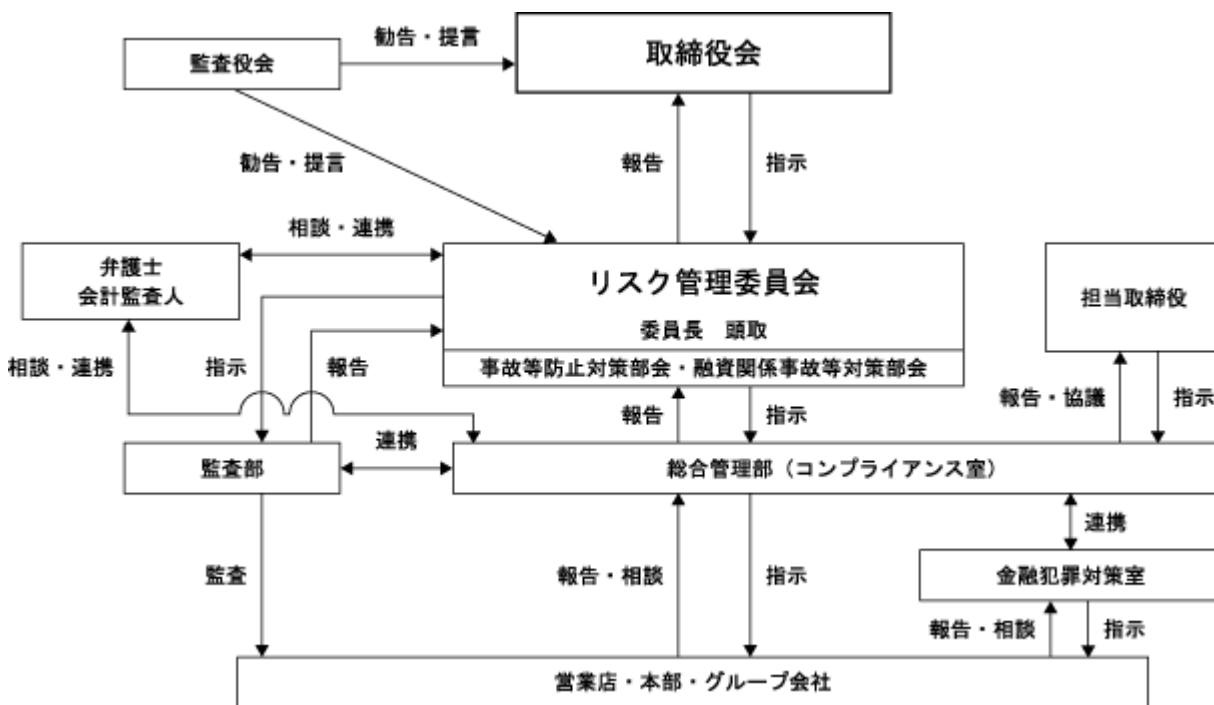 勧告・提言
監査役会
取締役会
勧告・提言
報告
指示
相談・連携
弁護士
会計監査人
リスク管理委員会
委員長 頭取
事故等防止対策部会・融資関係事故等対策部会
担当取締役
相談・連携
指示
報告
報告
指示
報告・協議
指示
連携
監査部
総合管理部（コンプライアンス室）
連携
監査
報告・相談
指示
金融犯罪対策室
報告・相談
指示
営業店・本部・グループ会社